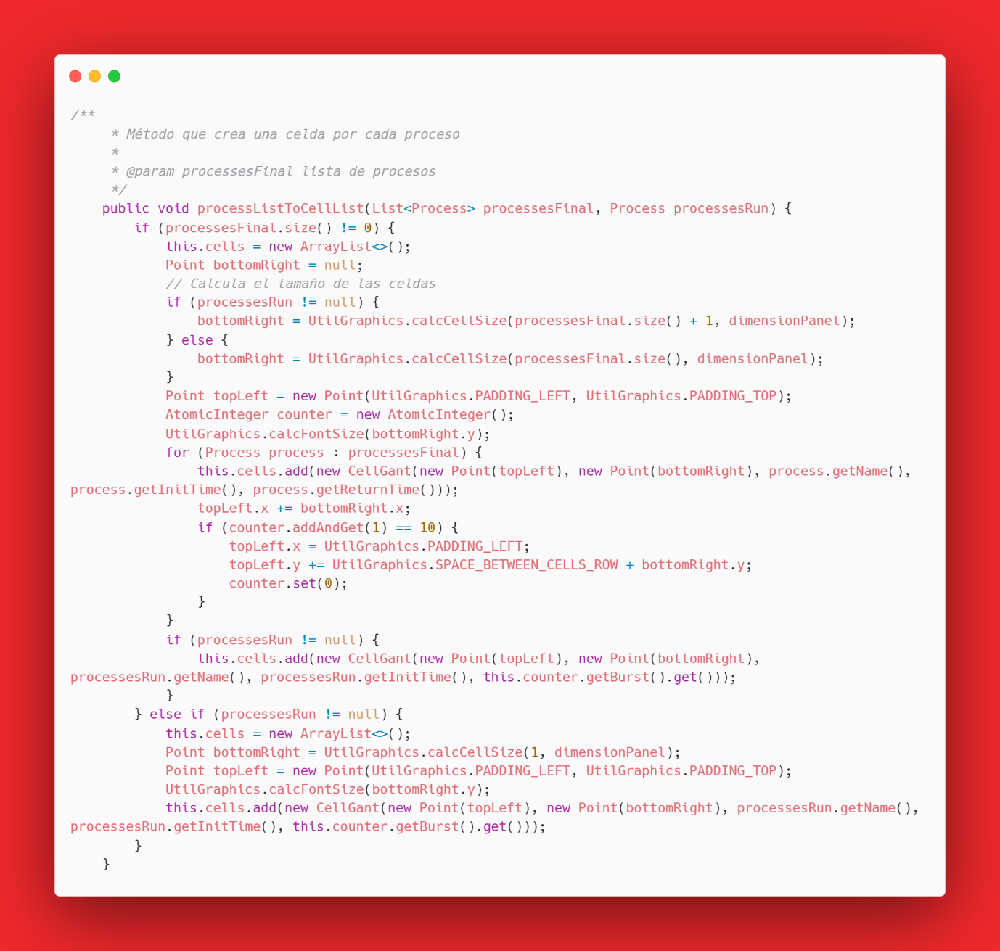 /**
     * Método que crea una celda por cada proceso
     *
     * @param processesFinal lista de procesos
     */
    public void processListToCellList(List<Process> processesFinal, Process processesRun) {
        if (processesFinal.size() != 0) {
            this.cells = new ArrayList<>();
            Point bottomRight = null;
            // Calcula el tamaño de las celdas
            if (processesRun != null) {
                bottomRight = UtilGraphics.calcCellSize(processesFinal.size() + 1, dimensionPanel);
            } else {
                bottomRight = UtilGraphics.calcCellSize(processesFinal.size(), dimensionPanel);
            }
            Point topLeft = new Point(UtilGraphics.PADDING_LEFT, UtilGraphics.PADDING_TOP);
            AtomicInteger counter = new AtomicInteger();
            UtilGraphics.calcFontSize(bottomRight.y);
            for (Process process : processesFinal) {
                this.cells.add(new CellGant(new Point(topLeft), new Point(bottomRight), process.getName(),
process.getInitTime(), process.getReturnTime()));
                topLeft.x += bottomRight.x;
                if (counter.addAndGet(1) == 10) {
                    topLeft.x = UtilGraphics.PADDING_LEFT;
                    topLeft.y += UtilGraphics.SPACE_BETWEEN_CELLS_ROW + bottomRight.y;
                    counter.set(0);
                }
            }
            if (processesRun != null) {
                this.cells.add(new CellGant(new Point(topLeft), new Point(bottomRight),
processesRun.getName(), processesRun.getInitTime(), this.counter.getBurst().get()));
            }
        } else if (processesRun != null) {
            this.cells = new ArrayList<>();
            Point bottomRight = UtilGraphics.calcCellSize(1, dimensionPanel);
            Point topLeft = new Point(UtilGraphics.PADDING_LEFT, UtilGraphics.PADDING_TOP);
            UtilGraphics.calcFontSize(bottomRight.y);
            this.cells.add(new CellGant(new Point(topLeft), new Point(bottomRight), processesRun.getName(),
processesRun.getInitTime(), this.counter.getBurst().get()));
        }
    }